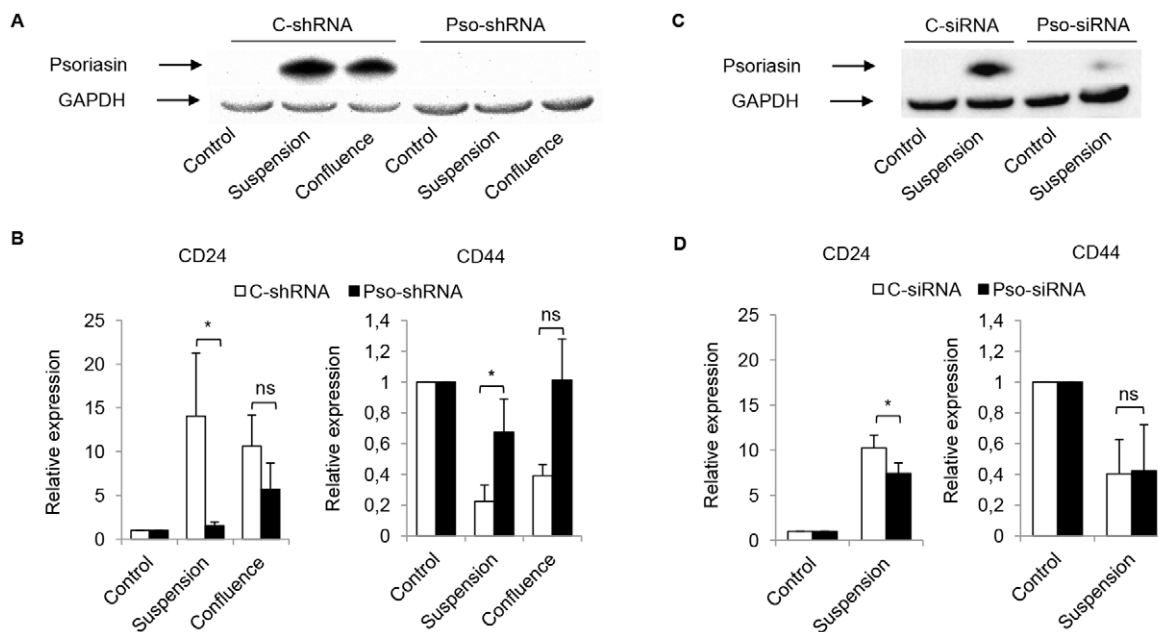 A
C-shRNA Pso-shRNA
Psoriasin
GAPDH
Control
Suspension
Confluence
Control
Suspension
Confluence
C
C-siRNA Pso-siRNA
Psoriasin
GAPDH
Control
Suspension
Control
Suspension
B
CD24 CD44
C-shRNA Pso-shRNA
Relative expression
25
20
15
10
5
0
*
ns
Control
Suspension
Confluence
Relative expression
1,4
1,2
1
0,8
0,6
0,4
0,2
0
*
ns
Control
Suspension
Confluence
D
CD24 CD44
C-siRNA Pso-siRNA
Relative expression
25
20
15
10
5
0
*
Control
Suspension
Relative expression
1,4
1,2
1
0,8
0,6
0,4
0,2
0
ns
Control
Suspension